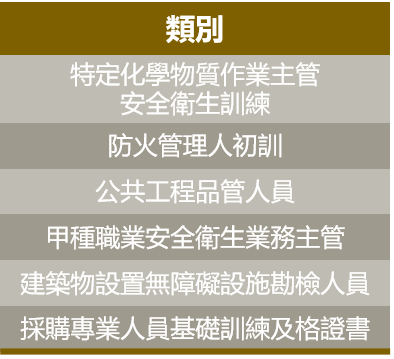 類別
特定化學物質作業主管
安全衛生訓練
防火管理人初訓
公共工程品管人員
甲種職業安全衛生業務主管
建築物設置無障礙設施勘檢人員
採購專業人員基礎訓練及格證書